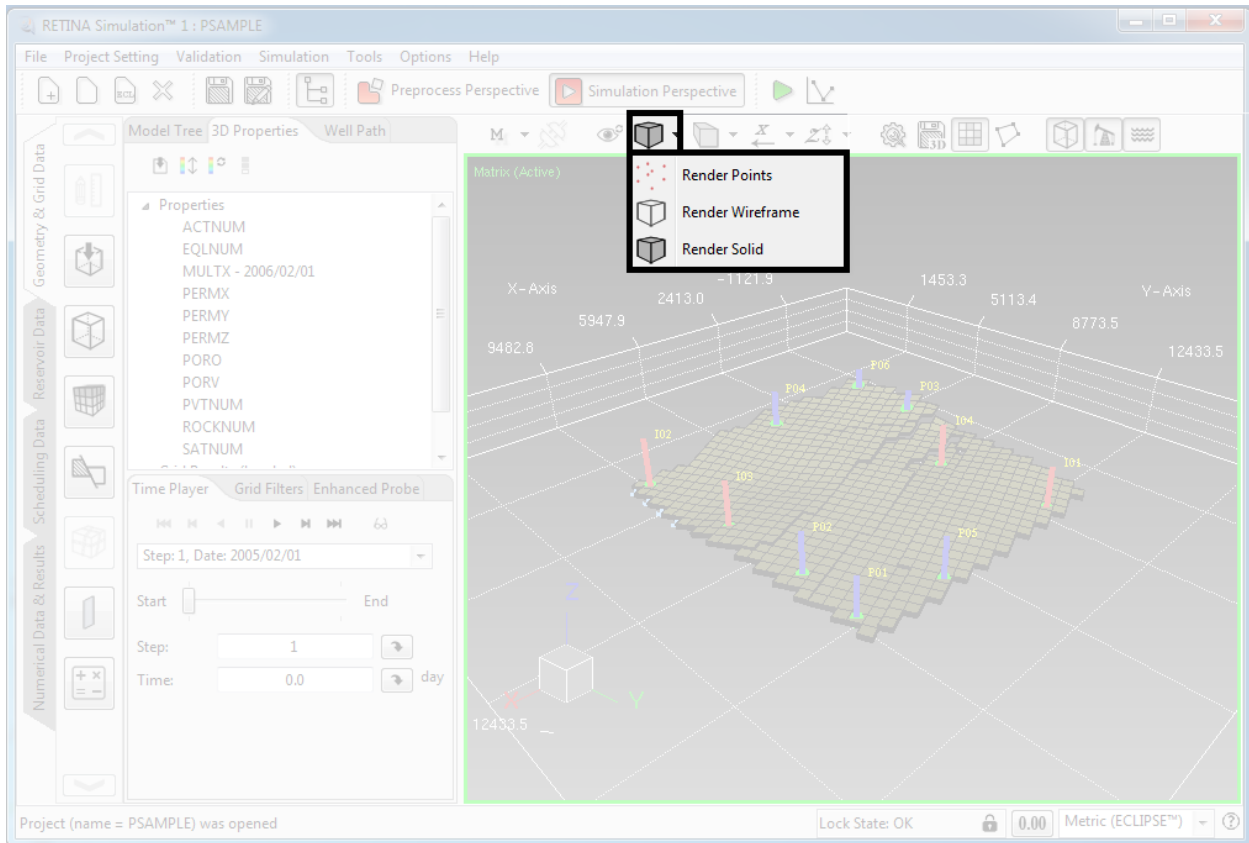 RETINA Simulation™ 1 : PSAMPLE
File Project Setting Validation Simulation Tools Options Help
Preprocess Perspective Simulation Perspective
Geometry & Grid Data
Reservoir Data
Scheduling Data
Numerical Data & Results
Model Tree 3D Properties Well Path
Properties
ACTNUM
EQLNUM
MULTX - 2006/02/01
PERMX
PERMY
PERMZ
PORO
PORV
PVTNUM
ROCKNUM
SATNUM
Time Player Grid Filters Enhanced Probe
Step: 1, Date: 2005/02/01
Start End
Step: 1
Time: 0.0 day
M X Z 3D
Render Points
Render Wireframe
Render Solid
Matrix (Active)
X-Axis -1121.9 1453.3 Y-Axis
2413.0 5113.4
5947.9 8773.5
9482.8 12433.5
P06
P04 P03
I02 I04
I03 I01
P02 P05
P01
Z
X Y
12433.5
Project (name = PSAMPLE) was opened Lock State: OK 0.00 Metric (ECLIPSE™)